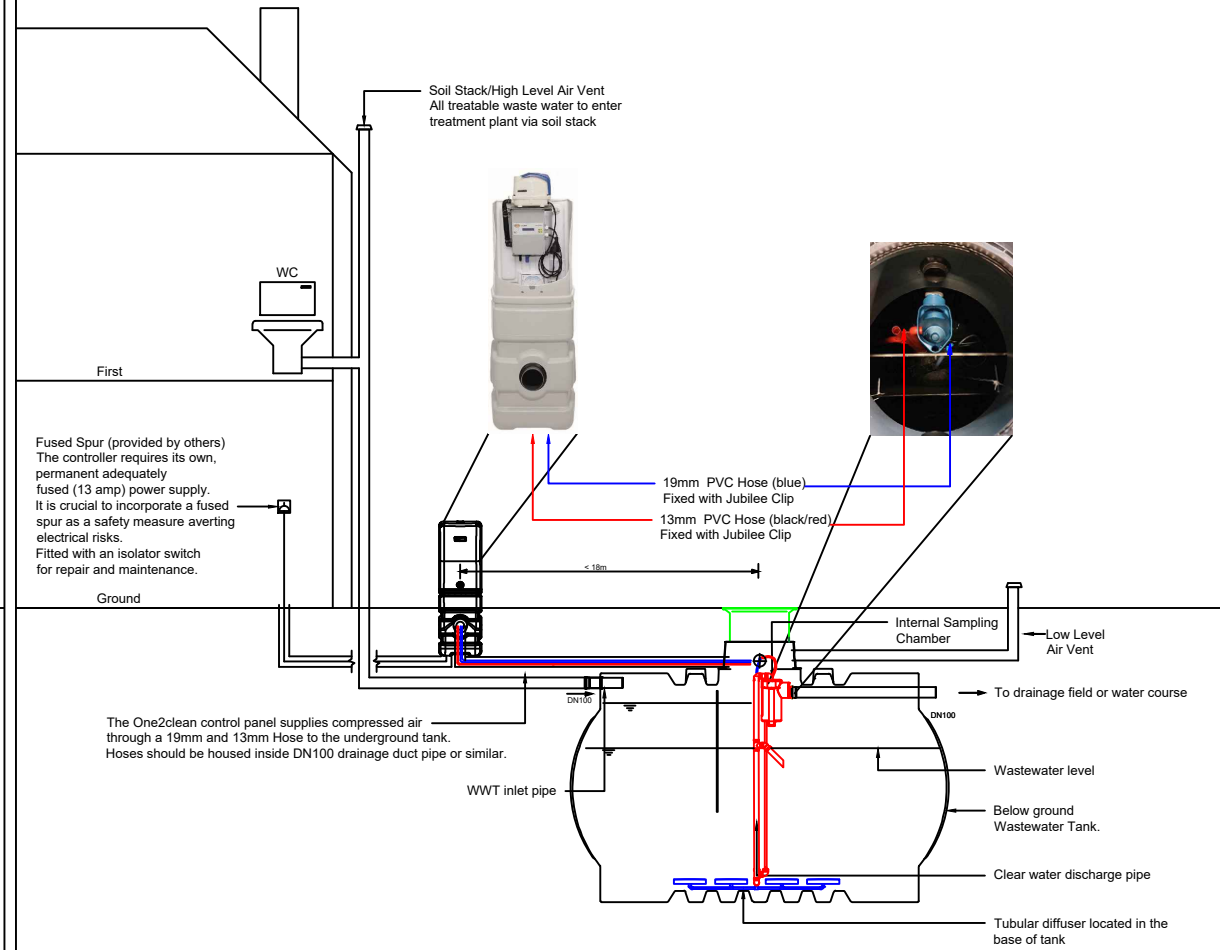 Soil Stack/High Level Air Vent
All treatable waste water to enter
treatment plant via soil stack
WC
First
Fused Spur (provided by others)
The controller requires its own,
permanent adequately
fused (13 amp) power supply.
It is crucial to incorporate a fused
spur as a safety measure averting
electrical risks.
Fitted with an isolator switch
for repair and maintenance.
19mm  PVC Hose (blue)
Fixed with Jubilee Clip
13mm  PVC Hose (black/red)
Fixed with Jubilee Clip
< 18m
Ground
Internal Sampling
Chamber
Low Level
Air Vent
To drainage field or water course
DN100
DN100
The One2clean control panel supplies compressed air
through a 19mm and 13mm Hose to the underground tank.
Hoses should be housed inside DN100 drainage duct pipe or similar.
WWT inlet pipe
Wastewater level
Below ground
Wastewater Tank.
Clear water discharge pipe
Tubular diffuser located in the
base of tank